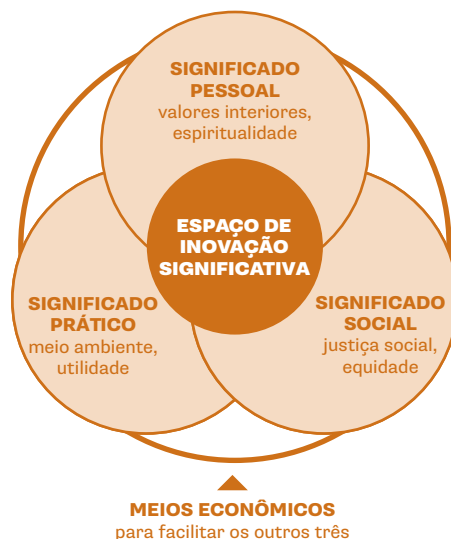 SIGNIFICADO
PESSOAL
valores interiores,
espiritualidade
ESPAÇO DE
INOVAÇÃO
SIGNIFICATIVA
SIGNIFICADO
PRÁTICO
meio ambiente,
utilidade
SIGNIFICADO
SOCIAL
justiça social,
equidade
MEIOS ECONÔMICOS
para facilitar os outros três